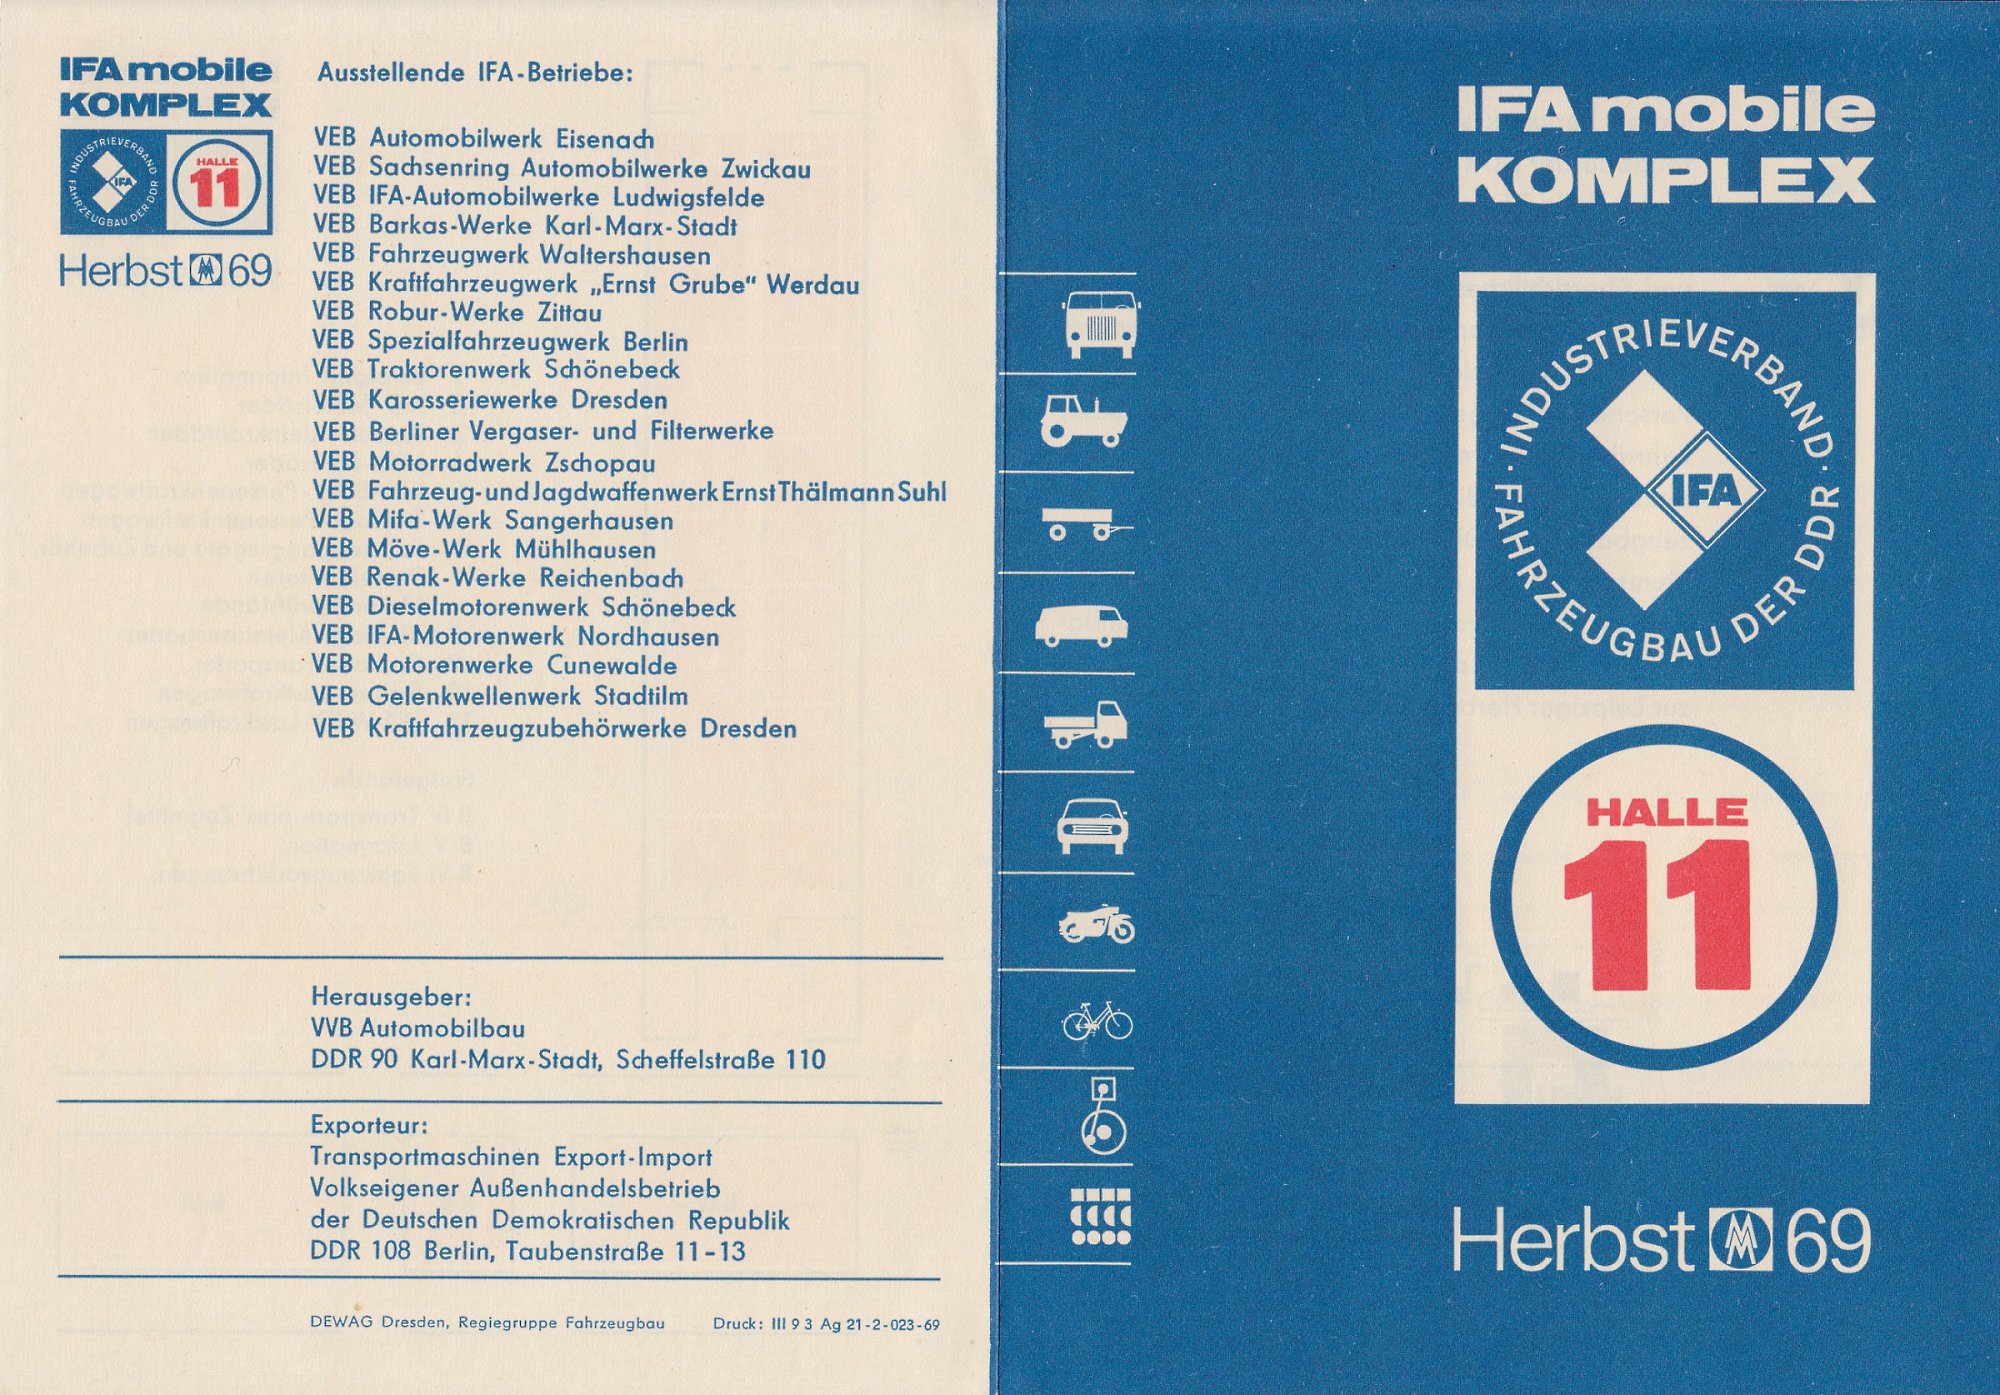 IFA mobile
KOMPLEX
INDUSTRIEVERBAND
FAHRZEUGBAU DER DDR
IFA
HALLE
11
Herbst MM 69
Ausstellende IFA-Betriebe:
VEB Automobilwerk Eisenach
VEB Sachsenring Automobilwerke Zwickau
VEB IFA-Automobilwerke Ludwigsfelde
VEB Barkas-Werke Karl-Marx-Stadt
VEB Fahrzeugwerk Waltershausen
VEB Kraftfahrzeugwerk „Ernst Grube“ Werdau
VEB Robur-Werke Zittau
VEB Spezialfahrzeugwerk Berlin
VEB Traktorenwerk Schönebeck
VEB Karosseriewerke Dresden
VEB Berliner Vergaser- und Filterwerke
VEB Motorradwerk Zschopau
VEB Fahrzeug- und Jagdwaffenwerk Ernst Thälmann Suhl
VEB Mifa-Werk Sangerhausen
VEB Möve-Werk Mühlhausen
VEB Renak-Werke Reichenbach
VEB Dieselmotorenwerk Schönebeck
VEB IFA-Motorenwerk Nordhausen
VEB Motorenwerke Cunewalde
VEB Gelenkwellenwerk Stadtilm
VEB Kraftfahrzeugzubehörwerke Dresden
Herausgeber:
VVB Automobilbau
DDR 90 Karl-Marx-Stadt, Scheffelstraße 110
Exporteur:
Transportmaschinen Export-Import
Volkseigener Außenhandelsbetrieb
der Deutschen Demokratischen Republik
DDR 108 Berlin, Taubenstraße 11-13
DEWAG Dresden, Regiegruppe Fahrzeugbau Druck: III 9 3 Ag 21-2-023-69
IFA mobile
KOMPLEX
· INDUSTRIEVERBAND ·
FAHRZEUGBAU DER DDR
IFA
HALLE
11
Herbst MM 69